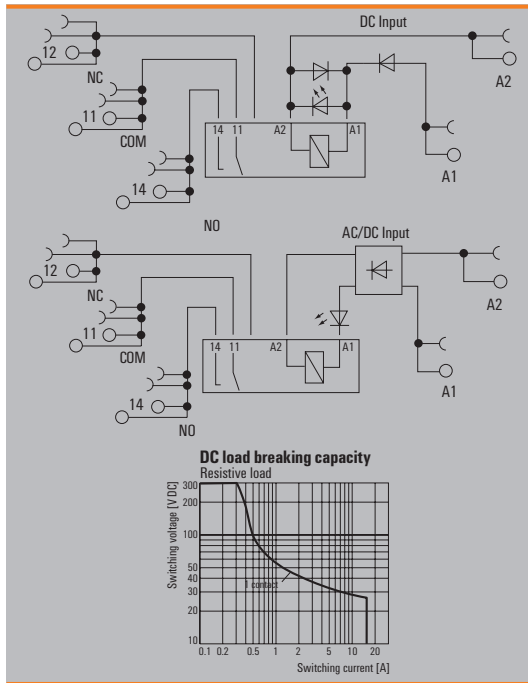 DC Input
12
NC
A2
11
COM
14 11 A2 A1
14
A1
NO
AC/DC Input
12
NC
A2
11
COM
14 11 A2 A1
14
A1
NO
DC load breaking capacity
Resistive load
Switching voltage [V DC]
300
200
100
50
40
30
20
10
1 contact
0.1 0.2 0.5 1 2 5 10 20
Switching current [A]